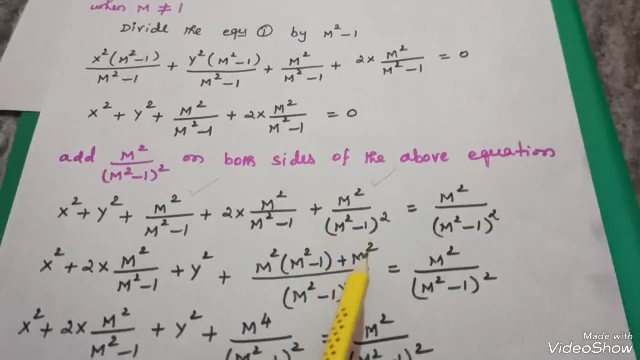 when M ≠ 1
Divide the equ ① by M²-1
X²(M²-1)/M²-1 + Y²(M²-1)/M²-1 + M²/M²-1 + 2x M²/M²-1 = 0
X² + Y² + M²/M²-1 + 2x M²/M²-1 = 0
add M²/(M²-1)² on both sides of the above equation
X² + Y² + M²/M²-1 + 2x M²/M²-1 + M²/(M²-1)² = M²/(M²-1)²
X² + 2x M²/M²-1 + Y² + M²(M²-1)+M²/(M²-1) = M²/(M²-1)²
X² + 2x M²/M²-1 + Y² + M⁴/(M²-1)² = M²/(M²-1)²
Made with
VideoShow